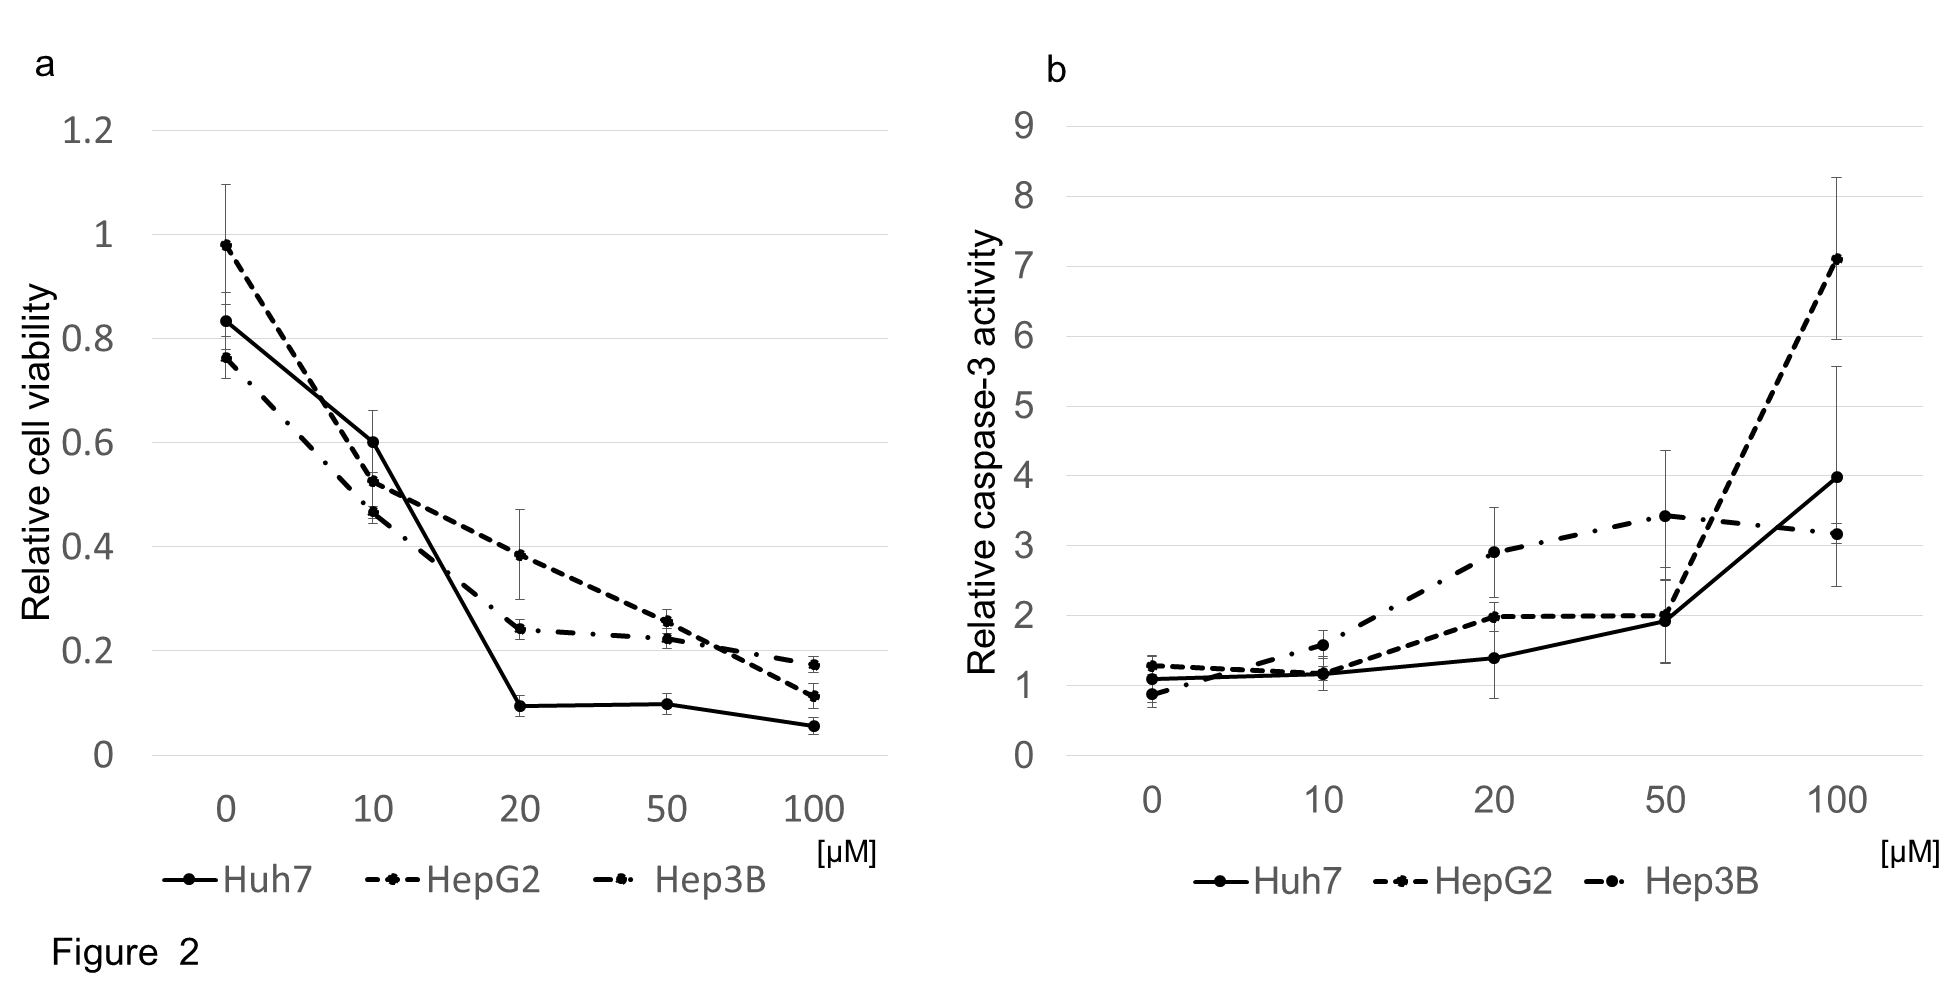 a
Relative cell viability
1.2
1
0.8
0.6
0.4
0.2
0
0 10 20 50 100
[µM]
Huh7 HepG2 Hep3B
b
Relative caspase-3 activity
9
8
7
6
5
4
3
2
1
0
0 10 20 50 100
[µM]
Huh7 HepG2 Hep3B
Figure 2